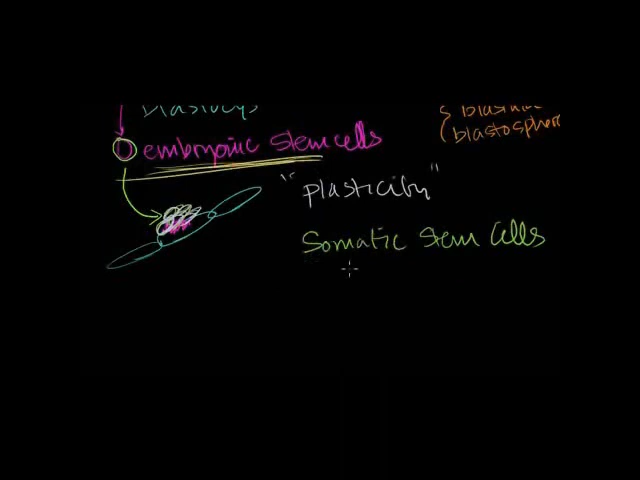 embryonic stem cells
(blastosphere
"plasticity"
Somatic stem cells